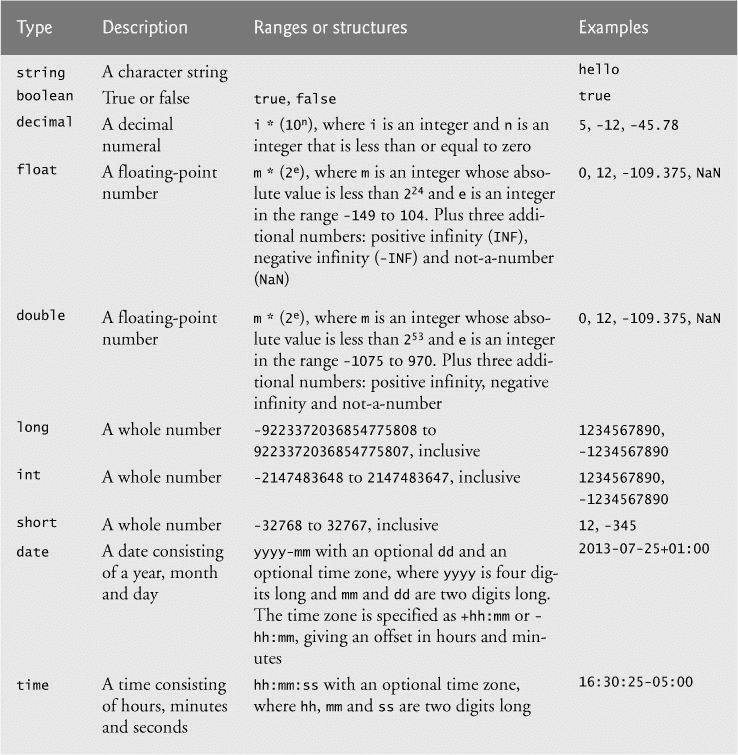 Type Description Ranges or structures Examples
string A character string hello
boolean True or false true, false true
decimal A decimal numeral i * (10ⁿ), where i is an integer and n is an integer that is less than or equal to zero 5, -12, -45.78
float A floating-point number m * (2ᵉ), where m is an integer whose abso-
lute value is less than 2²⁴ and e is an integer
in the range -149 to 104. Plus three addi-
tional numbers: positive infinity (INF),
negative infinity (-INF) and not-a-number
(NaN) 0, 12, -109.375, NaN
double A floating-point number m * (2ᵉ), where m is an integer whose abso-
lute value is less than 2⁵³ and e is an integer
in the range -1075 to 970. Plus three addi-
tional numbers: positive infinity, negative
infinity and not-a-number 0, 12, -109.375, NaN
long A whole number -9223372036854775808 to
9223372036854775807, inclusive 1234567890,
-1234567890
int A whole number -2147483648 to 2147483647, inclusive 1234567890,
-1234567890
short A whole number -32768 to 32767, inclusive 12, -345
date A date consisting
of a year, month
and day yyyy-mm with an optional dd and an
optional time zone, where yyyy is four dig-
its long and mm and dd are two digits long.
The time zone is specified as +hh:mm or -
hh:mm, giving an offset in hours and min-
utes 2013-07-25+01:00
time A time consisting
of hours, minutes
and seconds hh:mm:ss with an optional time zone,
where hh, mm and ss are two digits long 16:30:25-05:00